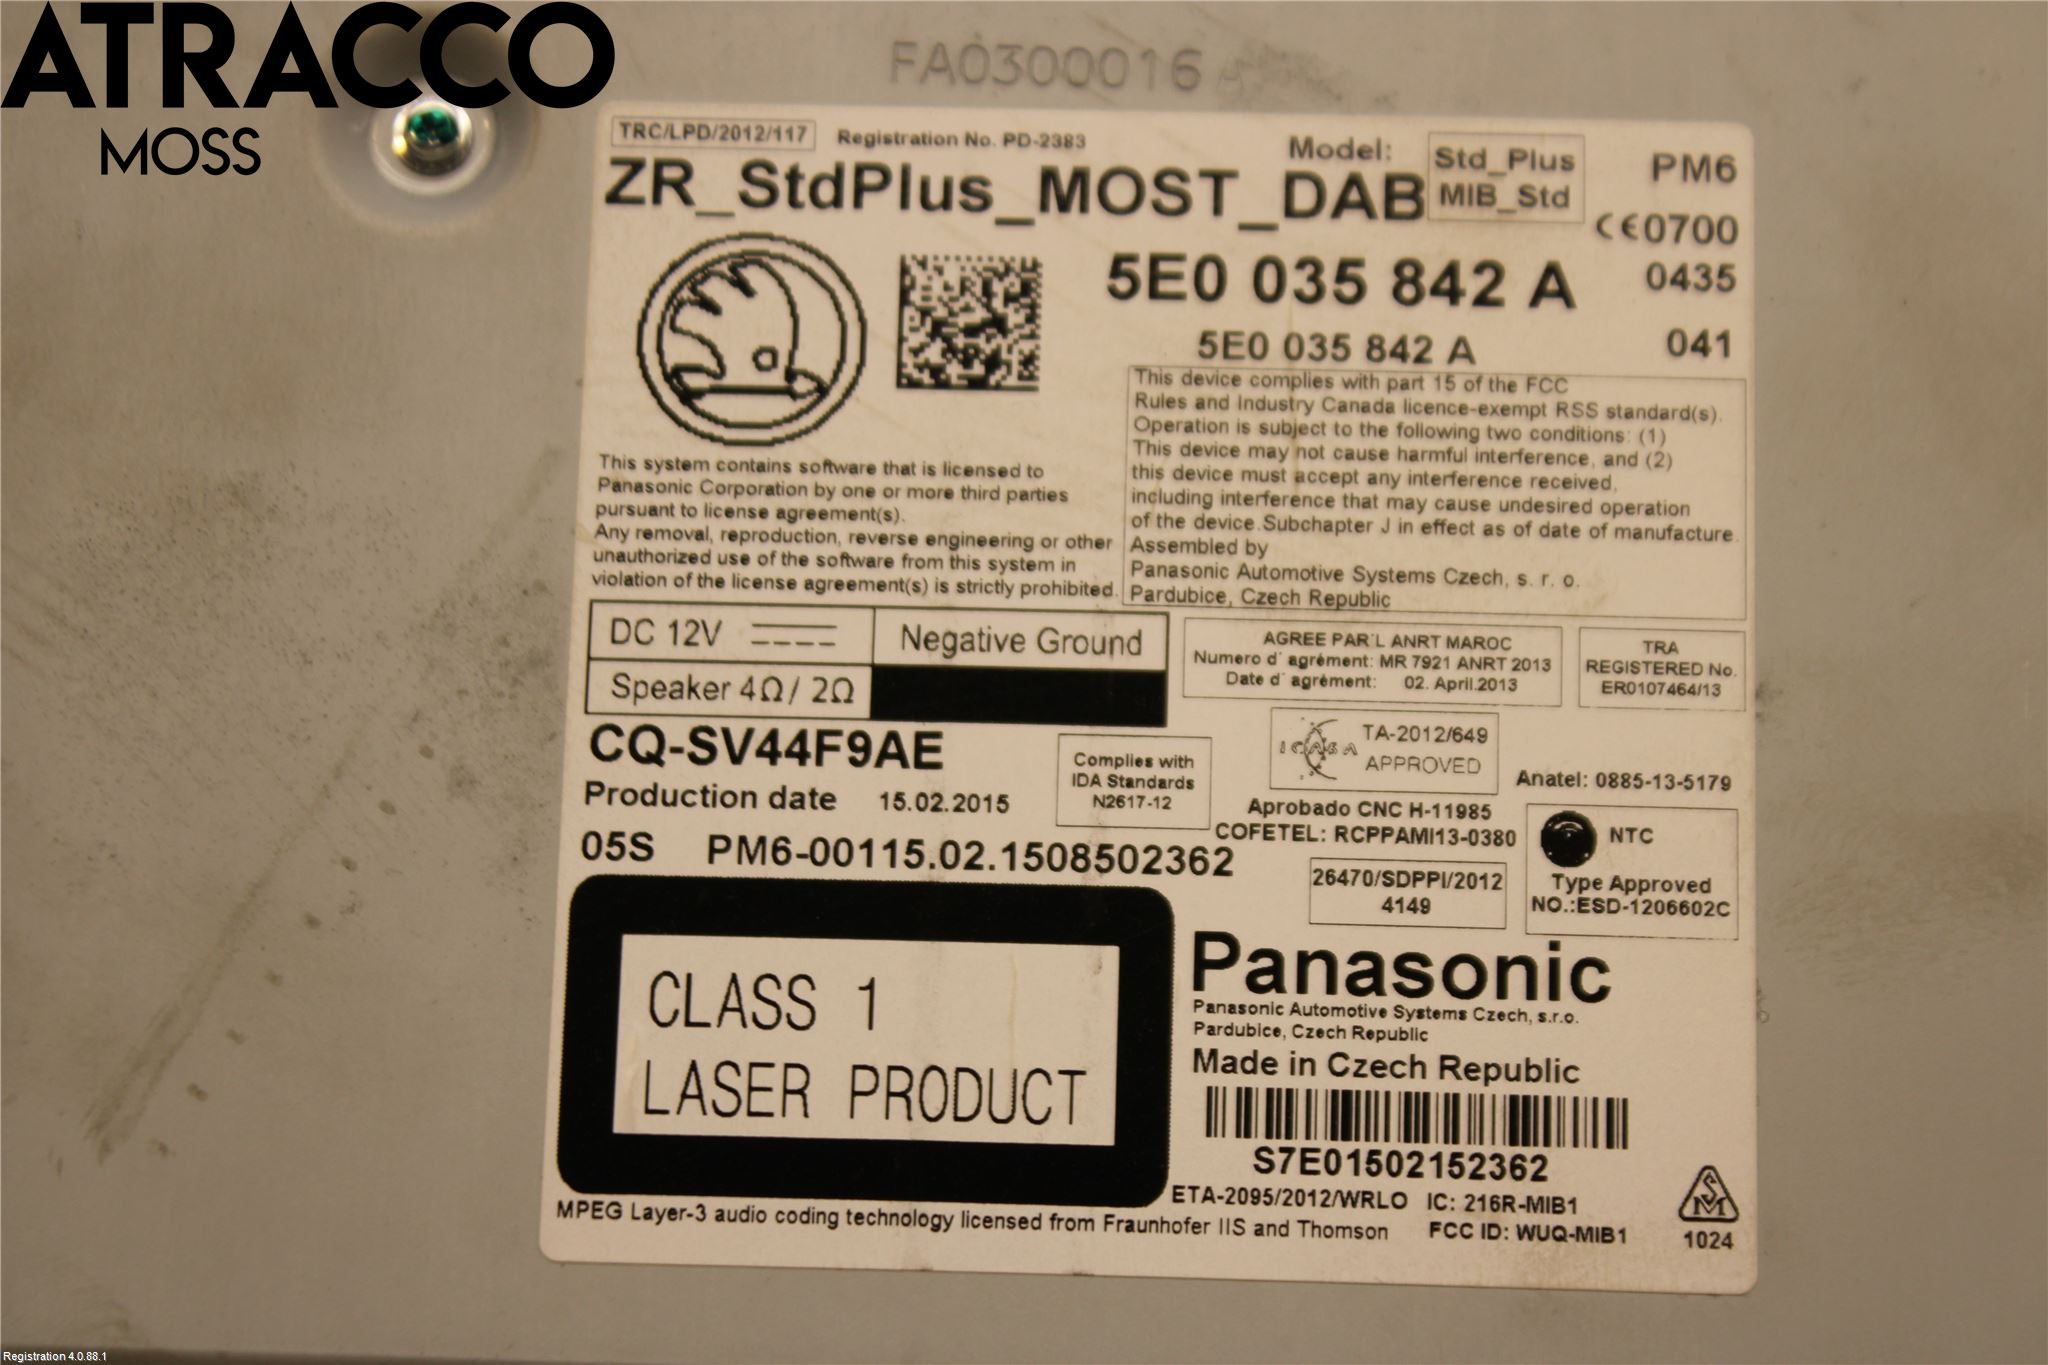 ATRACCO
MOSS
FA0300016
TRC/LPD/2012/117
Registration No. PD-2383
Model:
Std_Plus
MIB_Std
PM6
ZR_StdPlus_MOST_DAB
CE0700
5E0 035 842 A
0435
5E0 035 842 A
041
This device complies with part 15 of the FCC
Rules and Industry Canada licence-exempt RSS standard(s).
Operation is subject to the following two conditions: (1)
This device may not cause harmful interference, and (2)
this device must accept any interference received,
including interference that may cause undesired operation
of the device.Subchapter J in effect as of date of manufacture.
Assembled by
Panasonic Automotive Systems Czech, s. r. o.
Pardubice, Czech Republic
This system contains software that is licensed to
Panasonic Corporation by one or more third parties
pursuant to license agreement(s).
Any removal, reproduction, reverse engineering or other
unauthorized use of the software from this system in
violation of the license agreement(s) is strictly prohibited.
DC 12V
Negative Ground
Speaker 4Ω/ 2Ω
AGREE PAR'L ANRT MAROC
Numero d' agrément: MR 7921 ANRT 2013
Date d' agrément: 02. April.2013
TRA
REGISTERED No.
ER0107464/13
CQ-SV44F9AE
Production date 15.02.2015
Complies with
IDA Standards
N2617-12
ICASA
TA-2012/649
APPROVED
Anatel: 0885-13-5179
Aprobado CNC H-11985
COFETEL: RCPPAMI13-0380
NTC
Type Approved
NO.:ESD-1206602C
05S PM6-00115.02.1508502362
26470/SDPPI/2012
4149
CLASS 1
LASER PRODUCT
Panasonic
Panasonic Automotive Systems Czech, s.r.o.
Pardubice, Czech Republic
Made in Czech Republic
S7E01502152362
ETA-2095/2012/WRLO IC: 216R-MIB1
MPEG Layer-3 audio coding technology licensed from Fraunhofer IIS and Thomson
FCC ID: WUQ-MIB1
1024
Registration 4.0.88.1